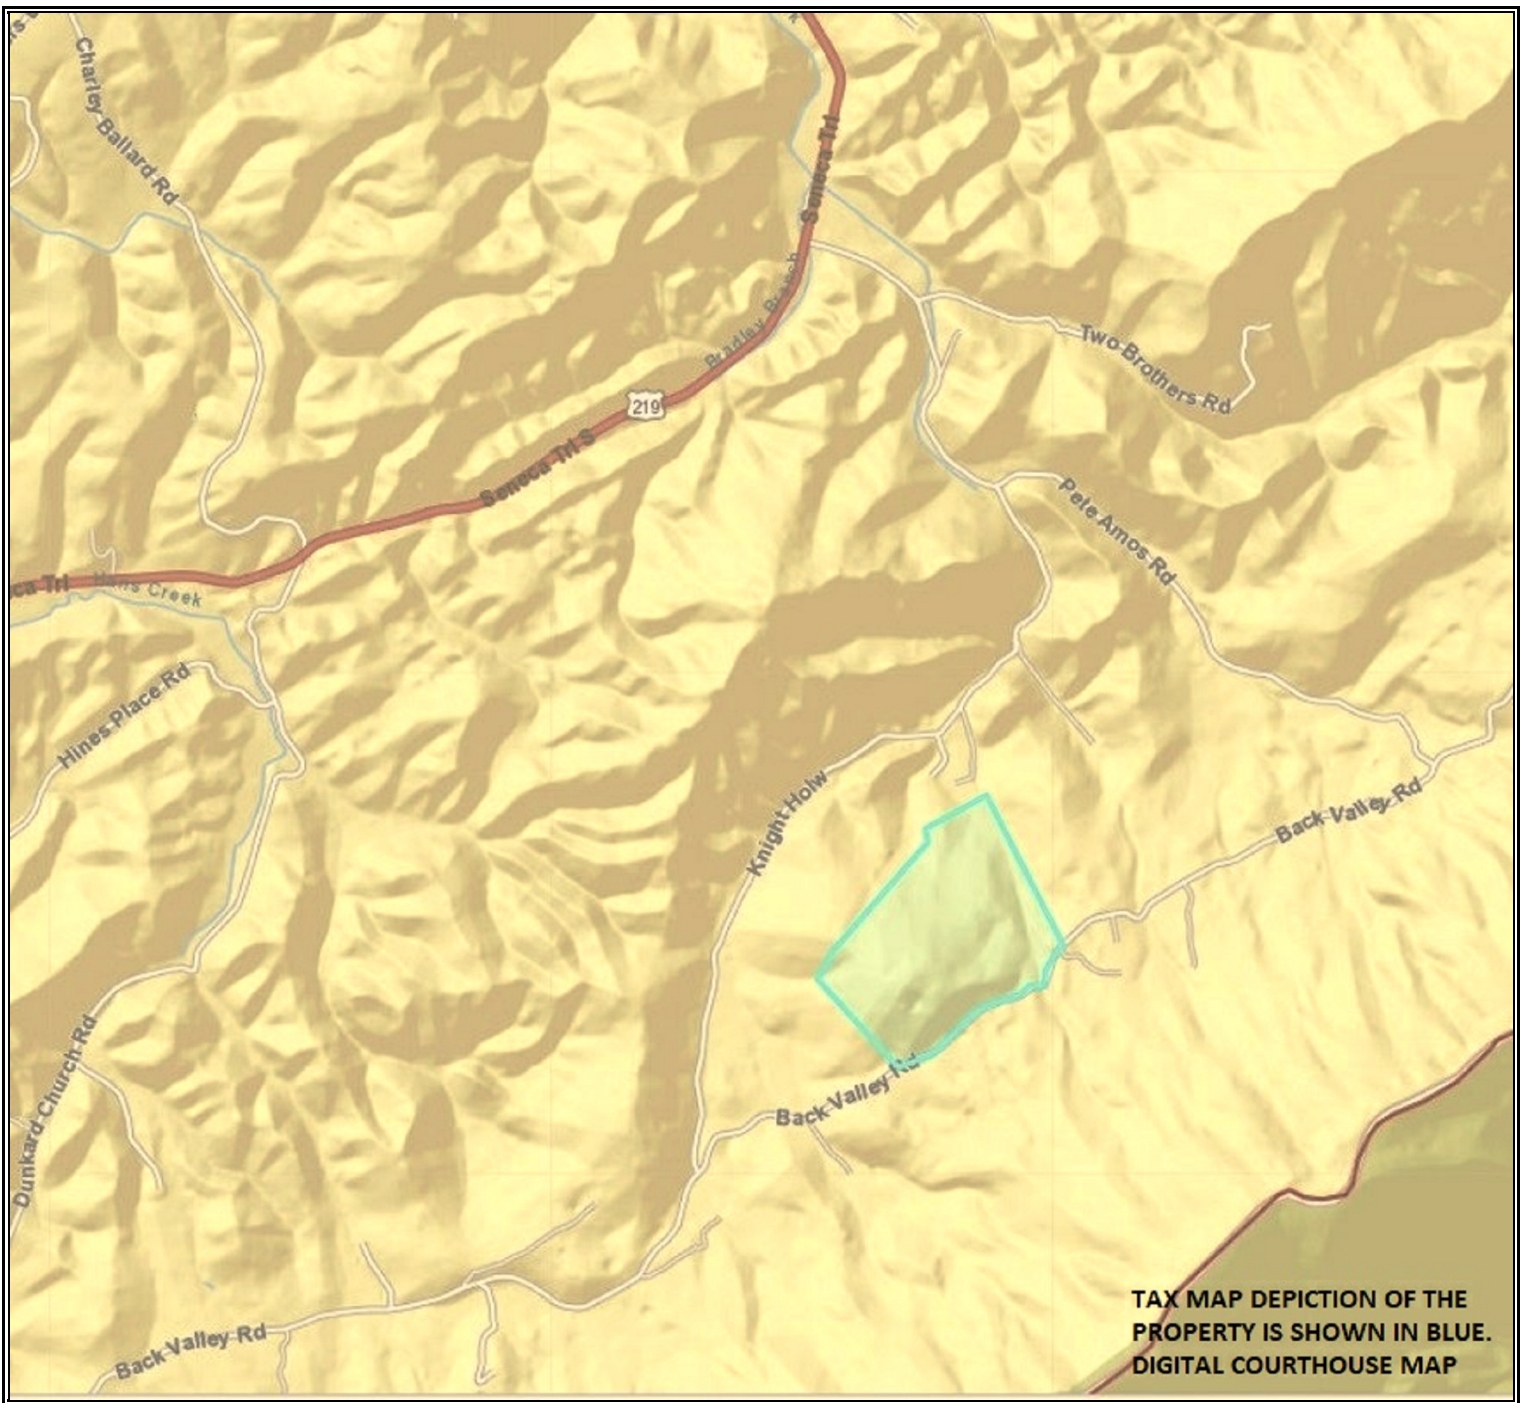 Charley Ballard Rd
Seneca Trl
Bradley Branch
Two Brothers Rd
219
Seneca Trl S
Pete Amos Rd
ca Trl
Hans Creek
Hines Place Rd
Knight Holw
Back Valley Rd
Dunkard Church Rd
Back Valley Rd
Back Valley Rd
TAX MAP DEPICTION OF THE
PROPERTY IS SHOWN IN BLUE.
DIGITAL COURTHOUSE MAP